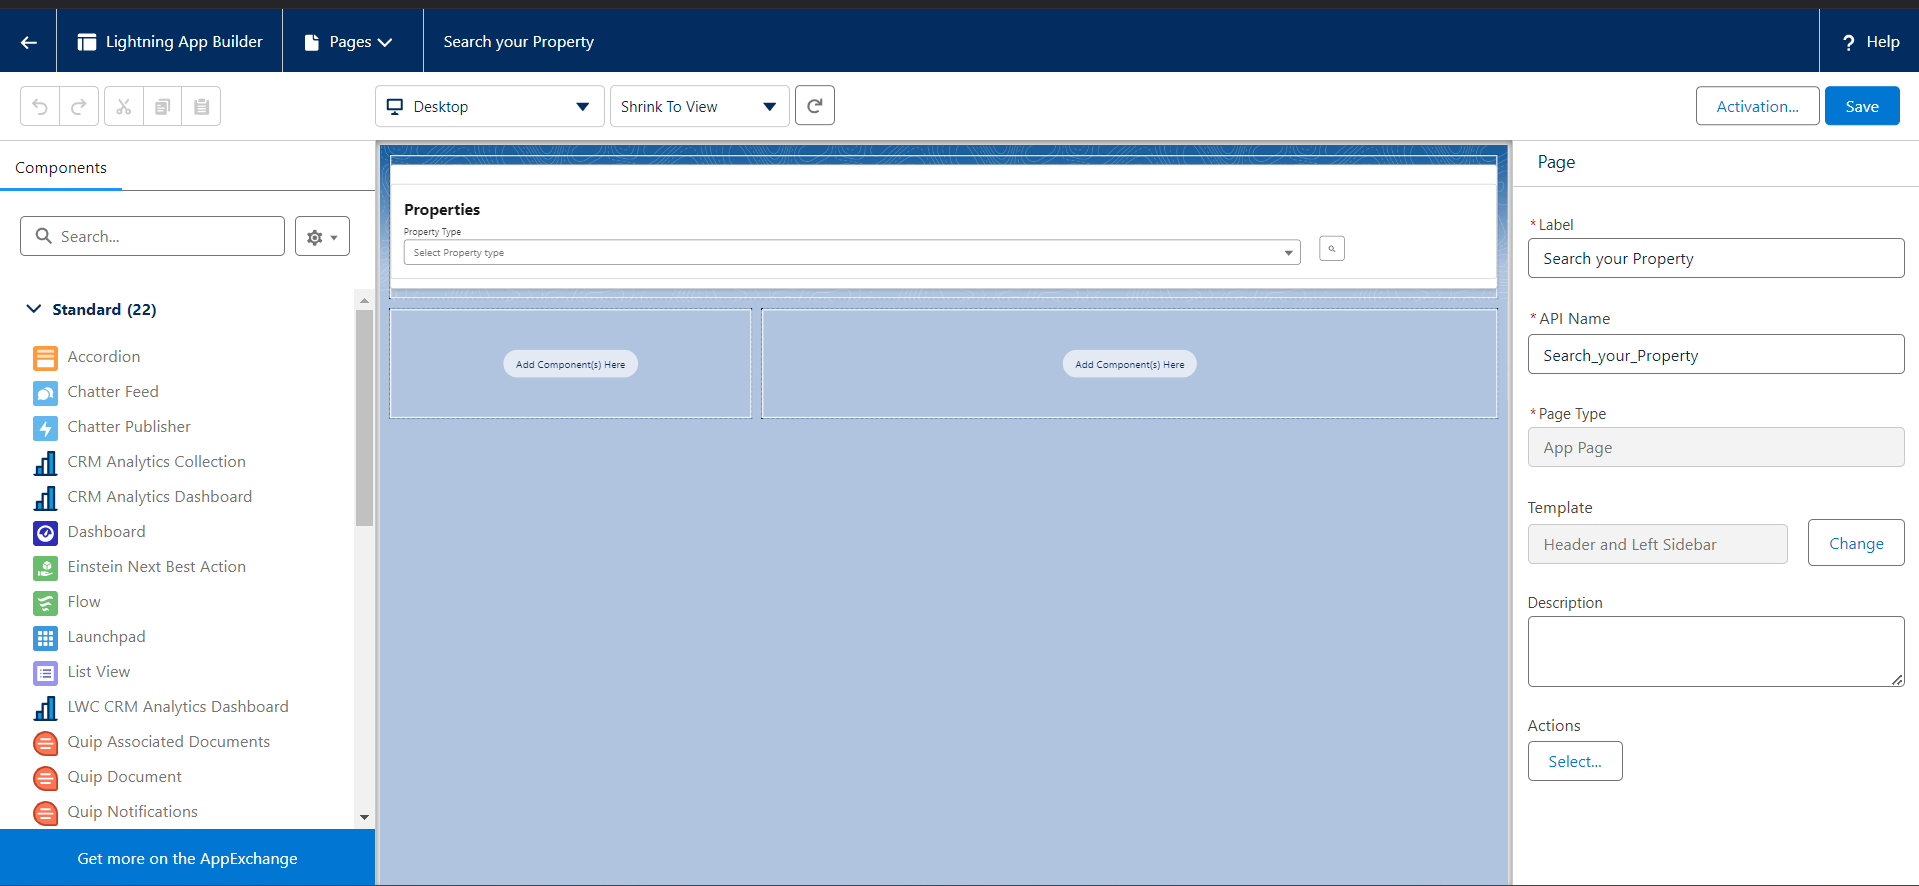 Lightning App Builder
Pages
Search your Property
? Help
Desktop
Shrink To View
Activation...
Save
Components
Search...
Standard (22)
Accordion
Chatter Feed
Chatter Publisher
CRM Analytics Collection
CRM Analytics Dashboard
Dashboard
Einstein Next Best Action
Flow
Launchpad
List View
LWC CRM Analytics Dashboard
Quip Associated Documents
Quip Document
Quip Notifications
Get more on the AppExchange
Properties
Property Type
Select Property type
Add Component(s) Here
Add Component(s) Here
Page
*Label
Search your Property
*API Name
Search_your_Property
*Page Type
App Page
Template
Header and Left Sidebar
Change
Description
Actions
Select...